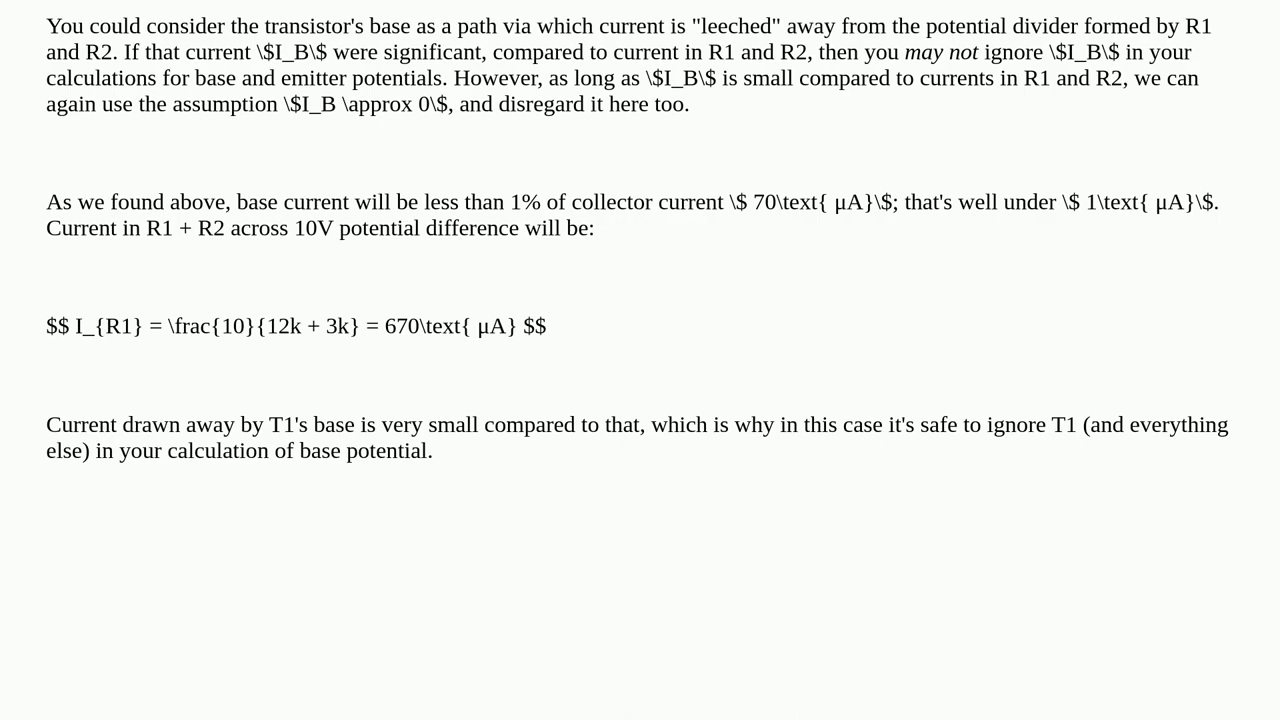 You could consider the transistor's base as a path via which current is "leeched" away from the potential divider formed by R1
and R2. If that current \$I_B\$ were significant, compared to current in R1 and R2, then you may not ignore \$I_B\$ in your
calculations for base and emitter potentials. However, as long as \$I_B\$ is small compared to currents in R1 and R2, we can
again use the assumption \$I_B \approx 0\$, and disregard it here too.
As we found above, base current will be less than 1% of collector current \$ 70\text{ μA}\$; that's well under \$ 1\text{ μA}\$.
Current in R1 + R2 across 10V potential difference will be:
$$ I_{R1} = \frac{10}{12k + 3k} = 670\text{ μA} $$
Current drawn away by T1's base is very small compared to that, which is why in this case it's safe to ignore T1 (and everything
else) in your calculation of base potential.